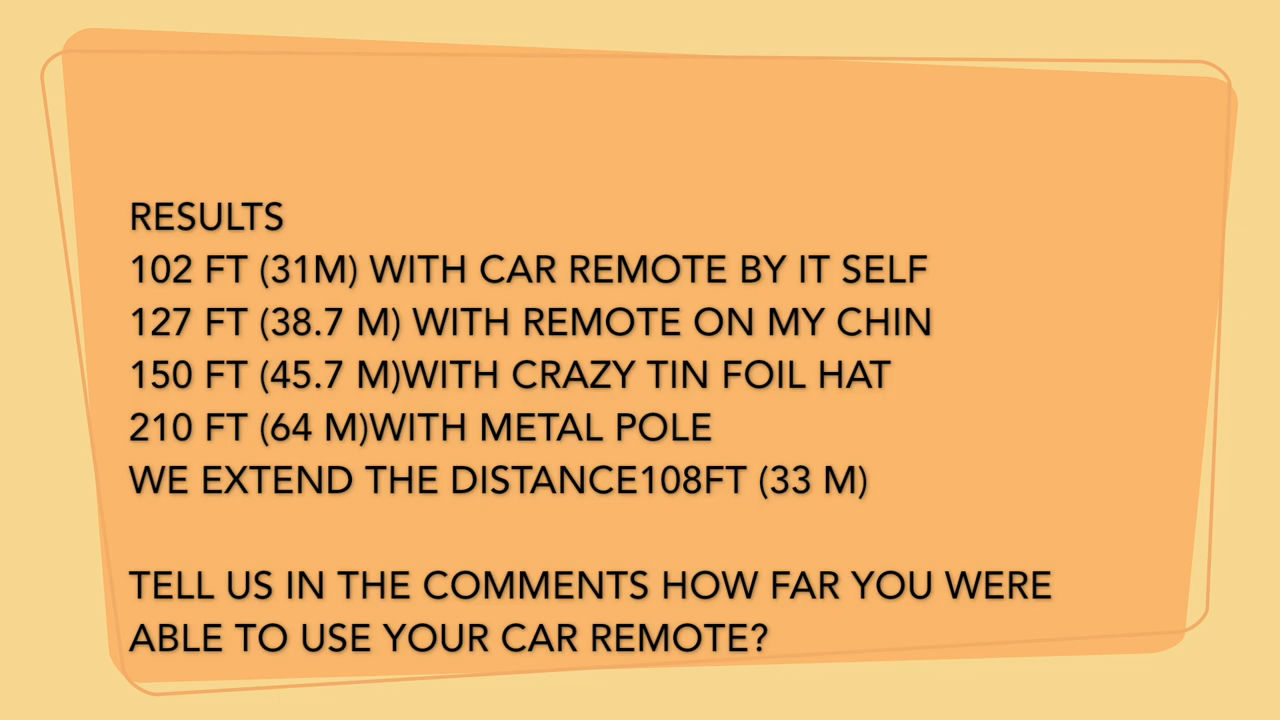 RESULTS
102 FT (31M) WITH CAR REMOTE BY IT SELF
127 FT (38.7 M) WITH REMOTE ON MY CHIN
150 FT (45.7 M)WITH CRAZY TIN FOIL HAT
210 FT (64 M)WITH METAL POLE
WE EXTEND THE DISTANCE108FT (33 M)
TELL US IN THE COMMENTS HOW FAR YOU WERE
ABLE TO USE YOUR CAR REMOTE?